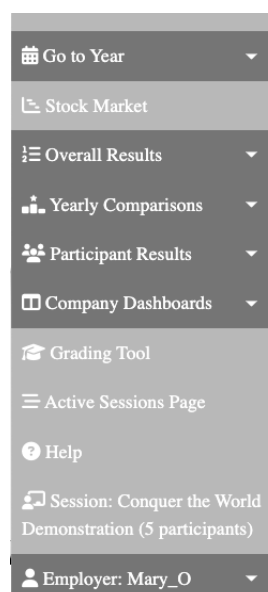 Go to Year
Stock Market
Overall Results
Yearly Comparisons
Participant Results
Company Dashboards
Grading Tool
Active Sessions Page
Help
Session: Conquer the World
Demonstration (5 participants)
Employer: Mary_O